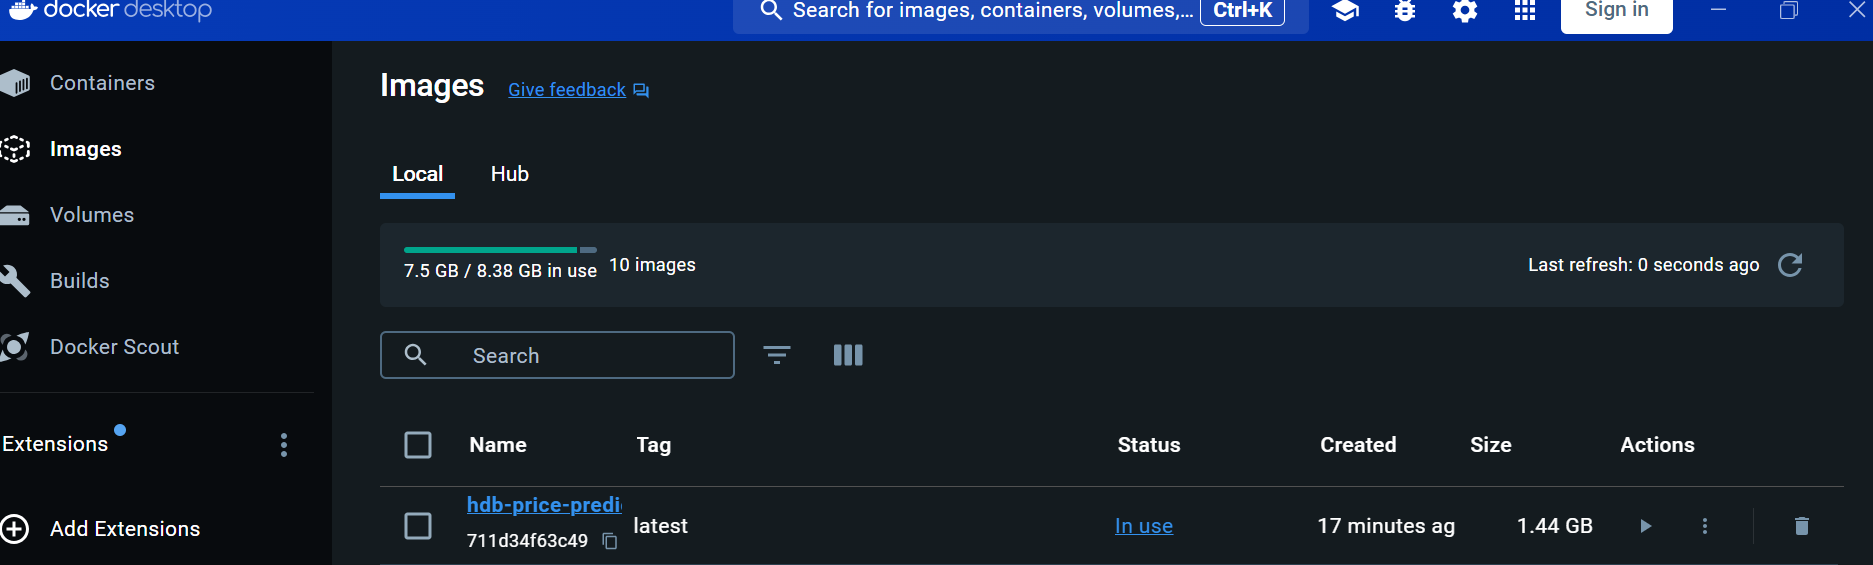 docker desktop
Search for images, containers, volumes,... Ctrl+K
Sign in
Containers
Images
Volumes
Builds
Docker Scout
Extensions
Add Extensions
Images Give feedback
Local Hub
7.5 GB / 8.38 GB in use 10 images
Last refresh: 0 seconds ago
Search
Name Tag Status Created Size Actions
hdb-price-predi
711d34f63c49
latest In use 17 minutes ag 1.44 GB